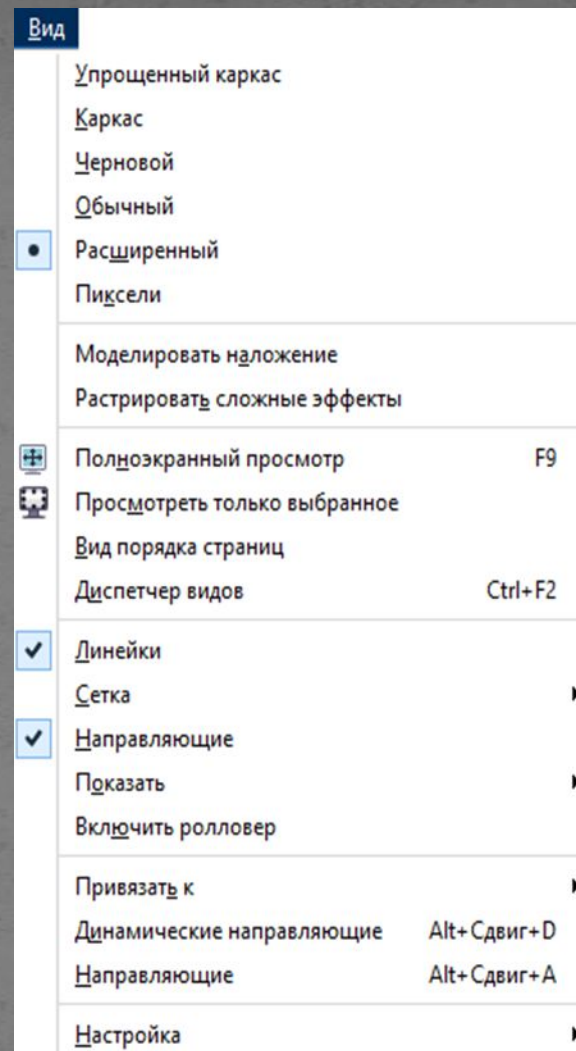 Вид
Упрощенный каркас
Каркас
Черновой
Обычный
Расширенный
Пиксели
Моделировать наложение
Растрировать сложные эффекты
Полноэкранный просмотр F9
Просмотреть только выбранное
Вид порядка страниц
Диспетчер видов Ctrl+F2
Линейки
Сетка
Направляющие
Показать
Включить ролловер
Привязать к
Динамические направляющие Alt+Сдвиг+D
Направляющие Alt+Сдвиг+A
Настройка